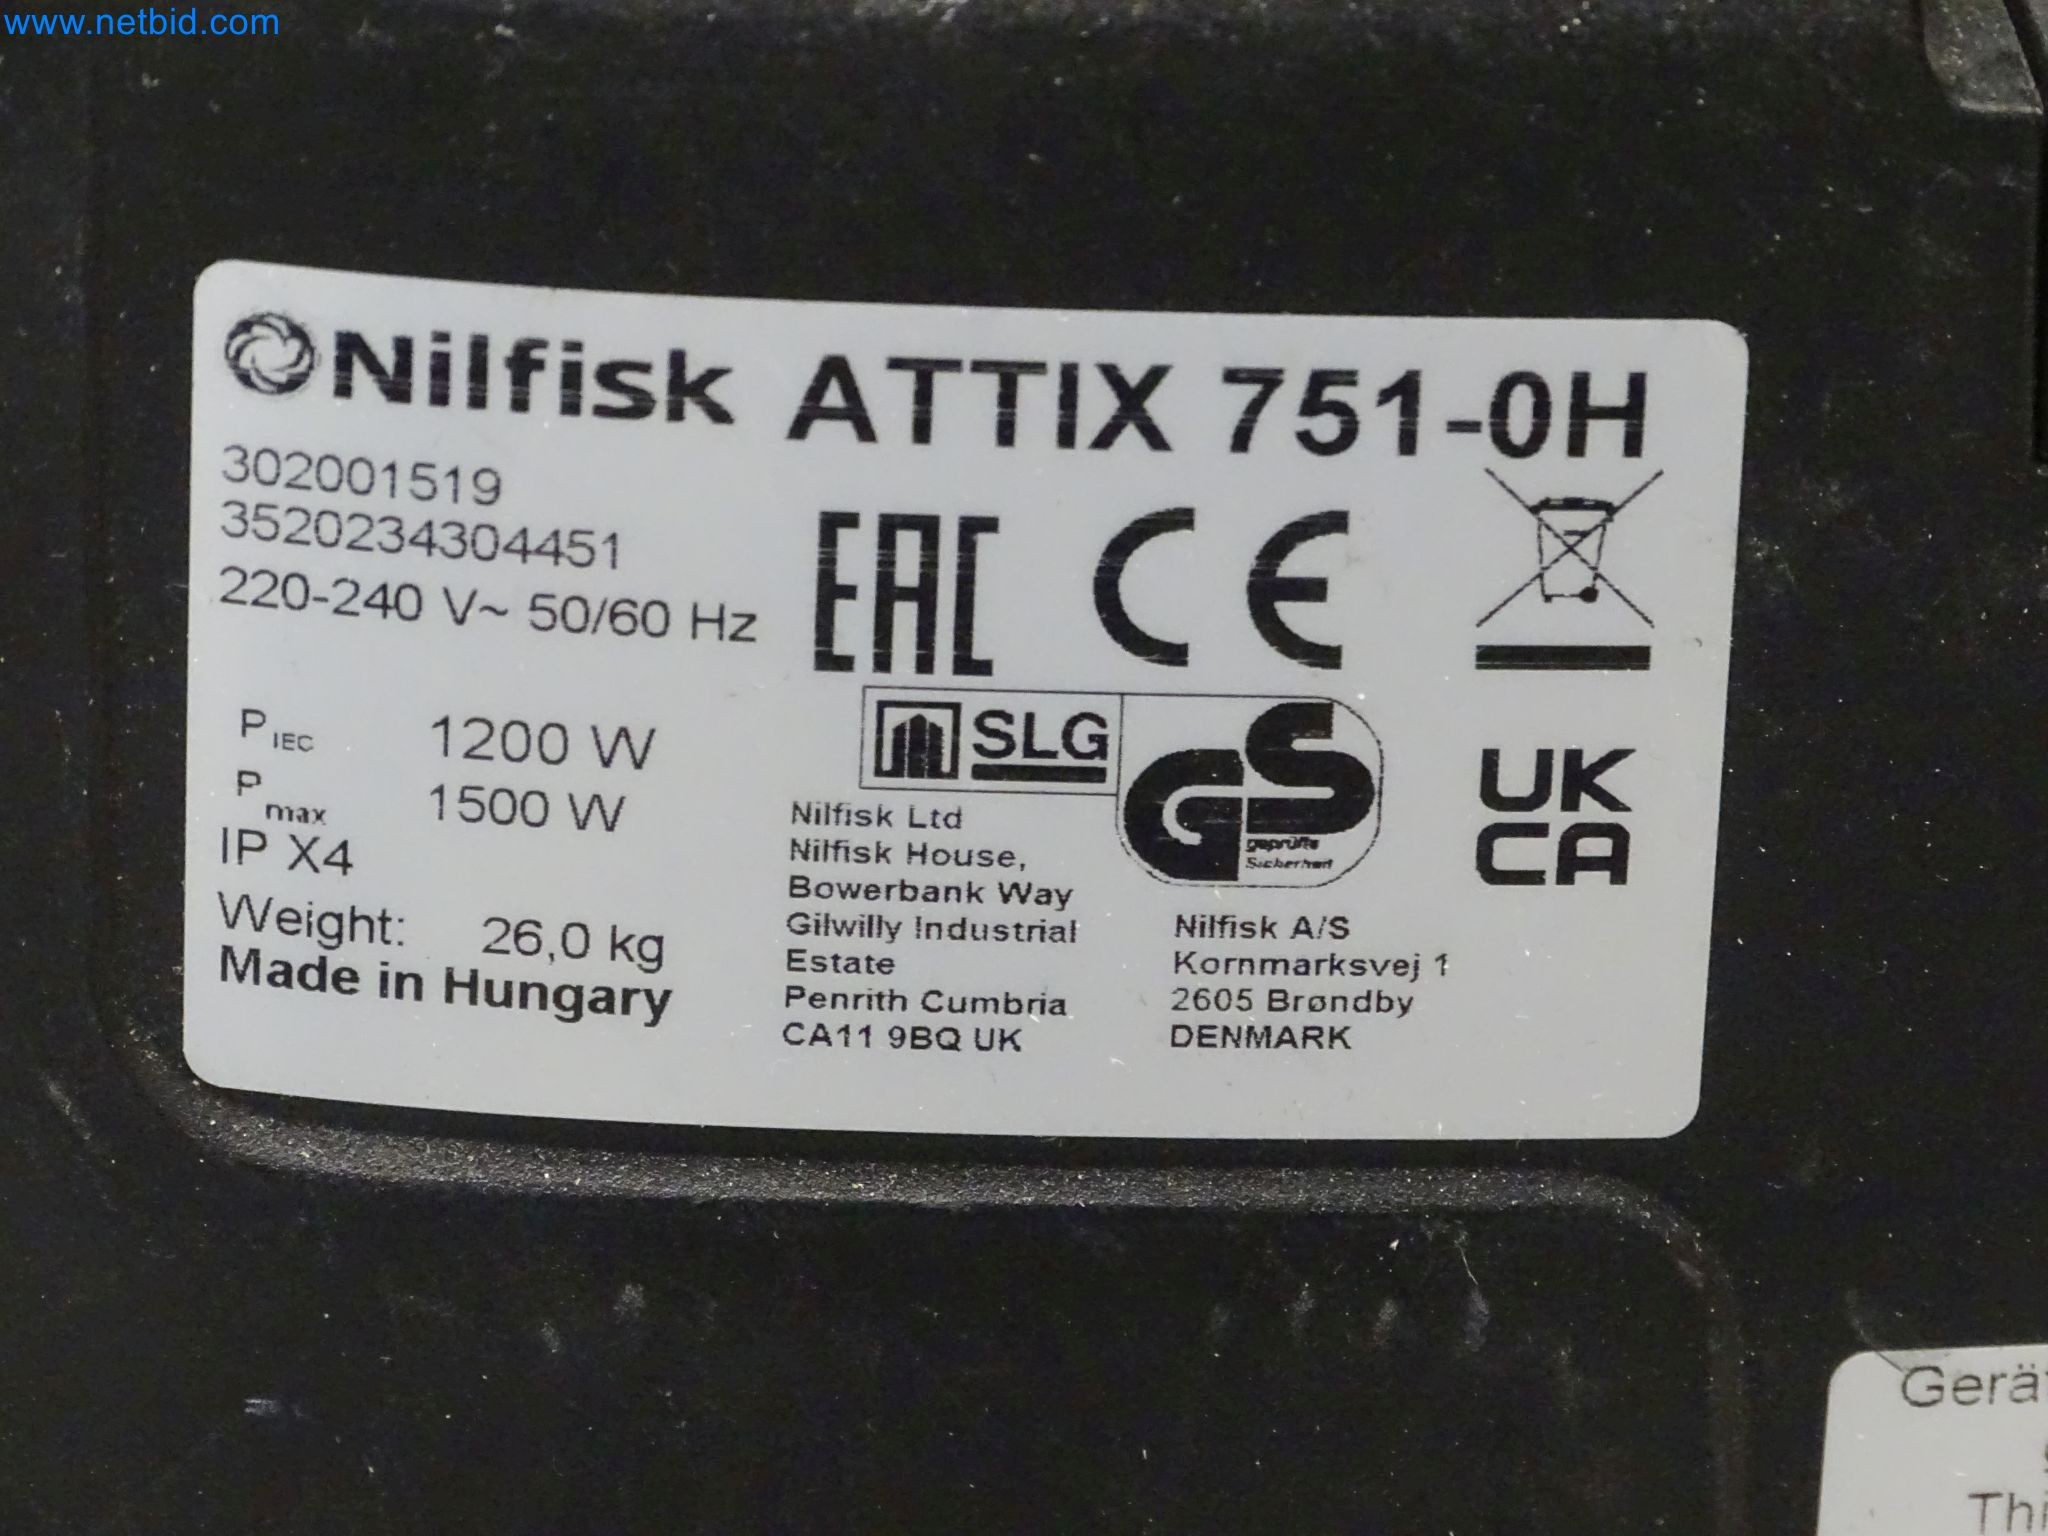 www.netbid.com
Nilfisk ATTIX 751-0H
302001519
3520234304451
220-240 V~ 50/60 Hz
EAC CE
PIEC 1200 W
Pmax 1500 W
IP X4
Weight: 26,0 kg
Made in Hungary
SLG
GS
geprüfte
Sicherheit
UK
CA
Nilfisk Ltd
Nilfisk House,
Bowerbank Way
Gilwilly Industrial
Estate
Penrith Cumbria
CA11 9BQ UK
Nilfisk A/S
Kornmarksvej 1
2605 Brøndby
DENMARK
Gerä
Thi